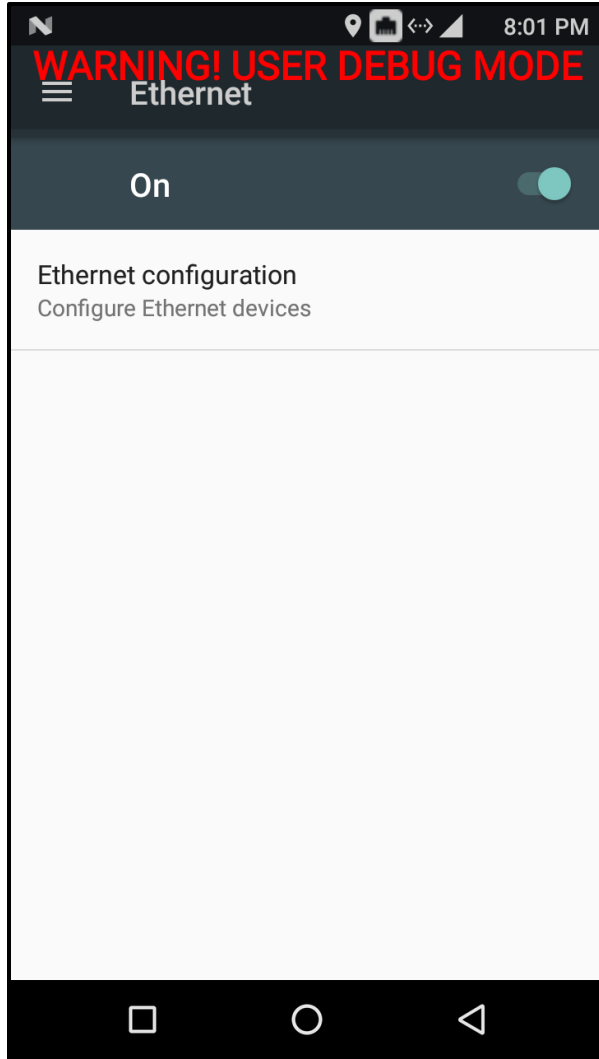 8:01 PM
WARNING! USER DEBUG MODE
Ethernet
On
Ethernet configuration
Configure Ethernet devices